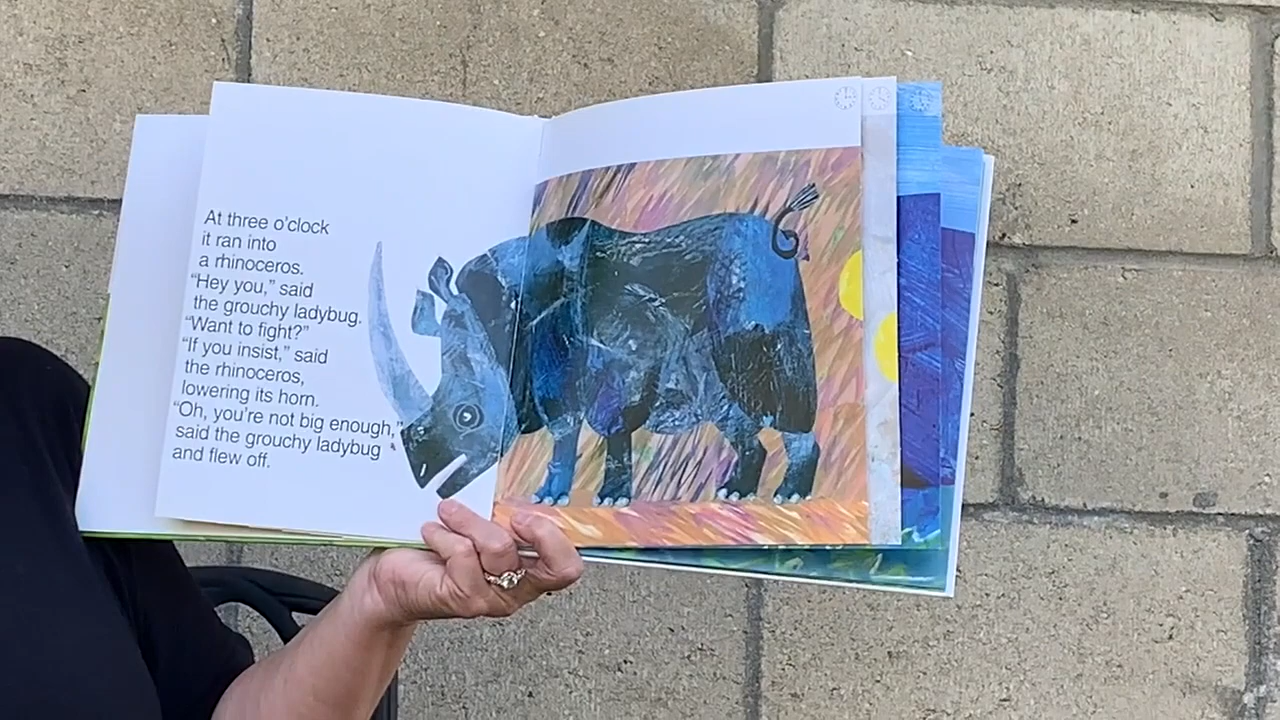 At three o'clock
it ran into
a rhinoceros.
“Hey you,” said
the grouchy ladybug.
“Want to fight?”
“If you insist,” said
the rhinoceros,
lowering its horn.
“Oh, you're not big enough,”
said the grouchy ladybug
and flew off.